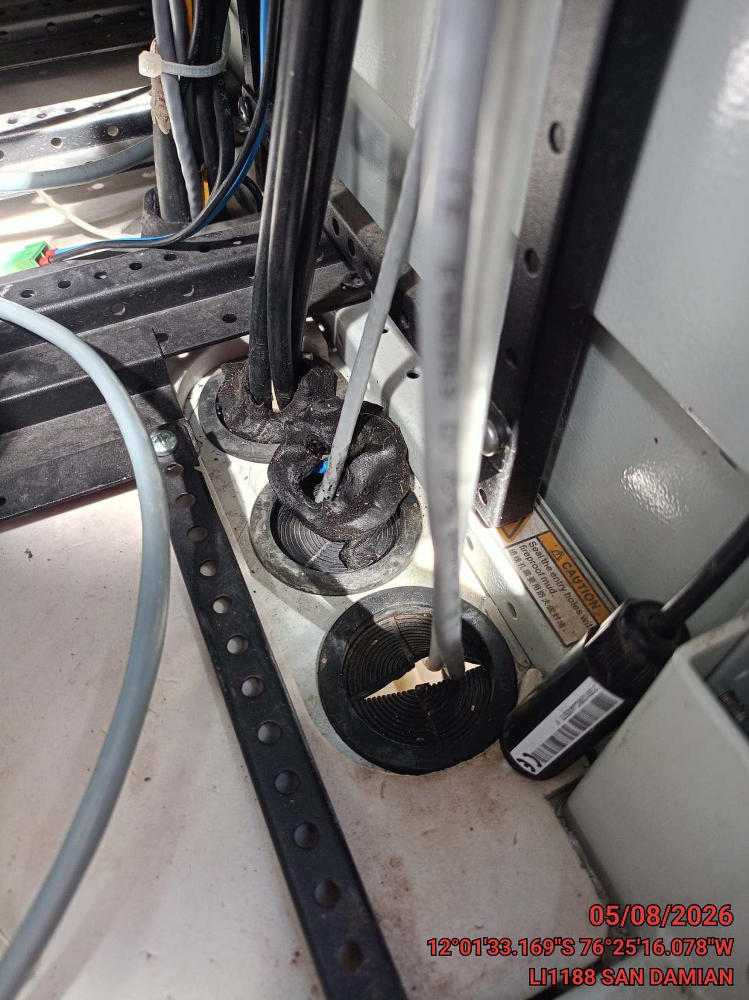 CAUTION
Seal the entry holes with
fireproof mud.
进线孔需要用防火泥封堵.
CE
05/08/2026
12°01'33.169"S 76°25'16.078"W
LI1188 SAN DAMIAN